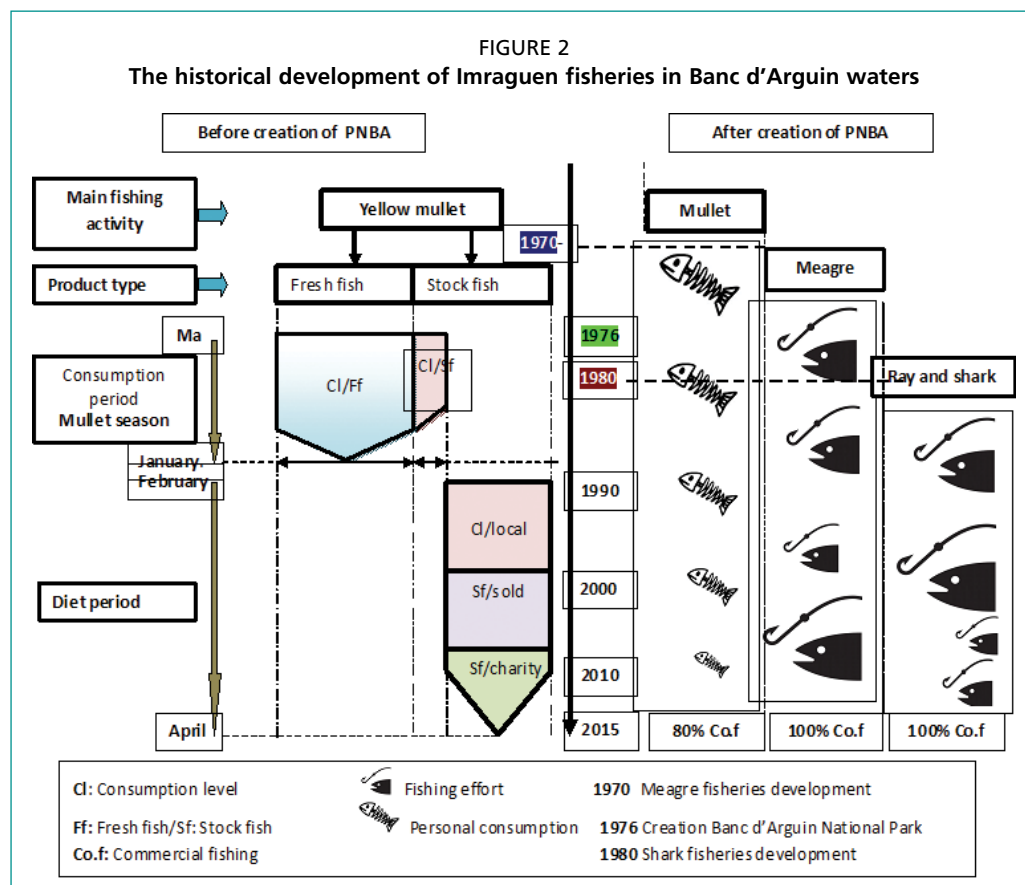 FIGURE 2
The historical development of Imraguen fisheries in Banc d'Arguin waters
Before creation of PNBA
After creation of PNBA
Main fishing
activity
Yellow mullet
Mullet
1970-
Meagre
Product type
Fresh fish
Stock fish
Ma
1976
Consumption
period
Mullet season
Cl/Ff
Cl/Sf
1980
Ray and shark
January.
February
1990
Cl/local
Diet period
Sf/sold
2000
Sf/charity
2010
April
2015
80% Co.f
100% Co.f
100% Co.f
Cl: Consumption level
Fishing effort
1970 Meagre fisheries development
Ff: Fresh fish/Sf: Stock fish
Personal consumption
1976 Creation Banc d'Arguin National Park
Co.f: Commercial fishing
1980 Shark fisheries development